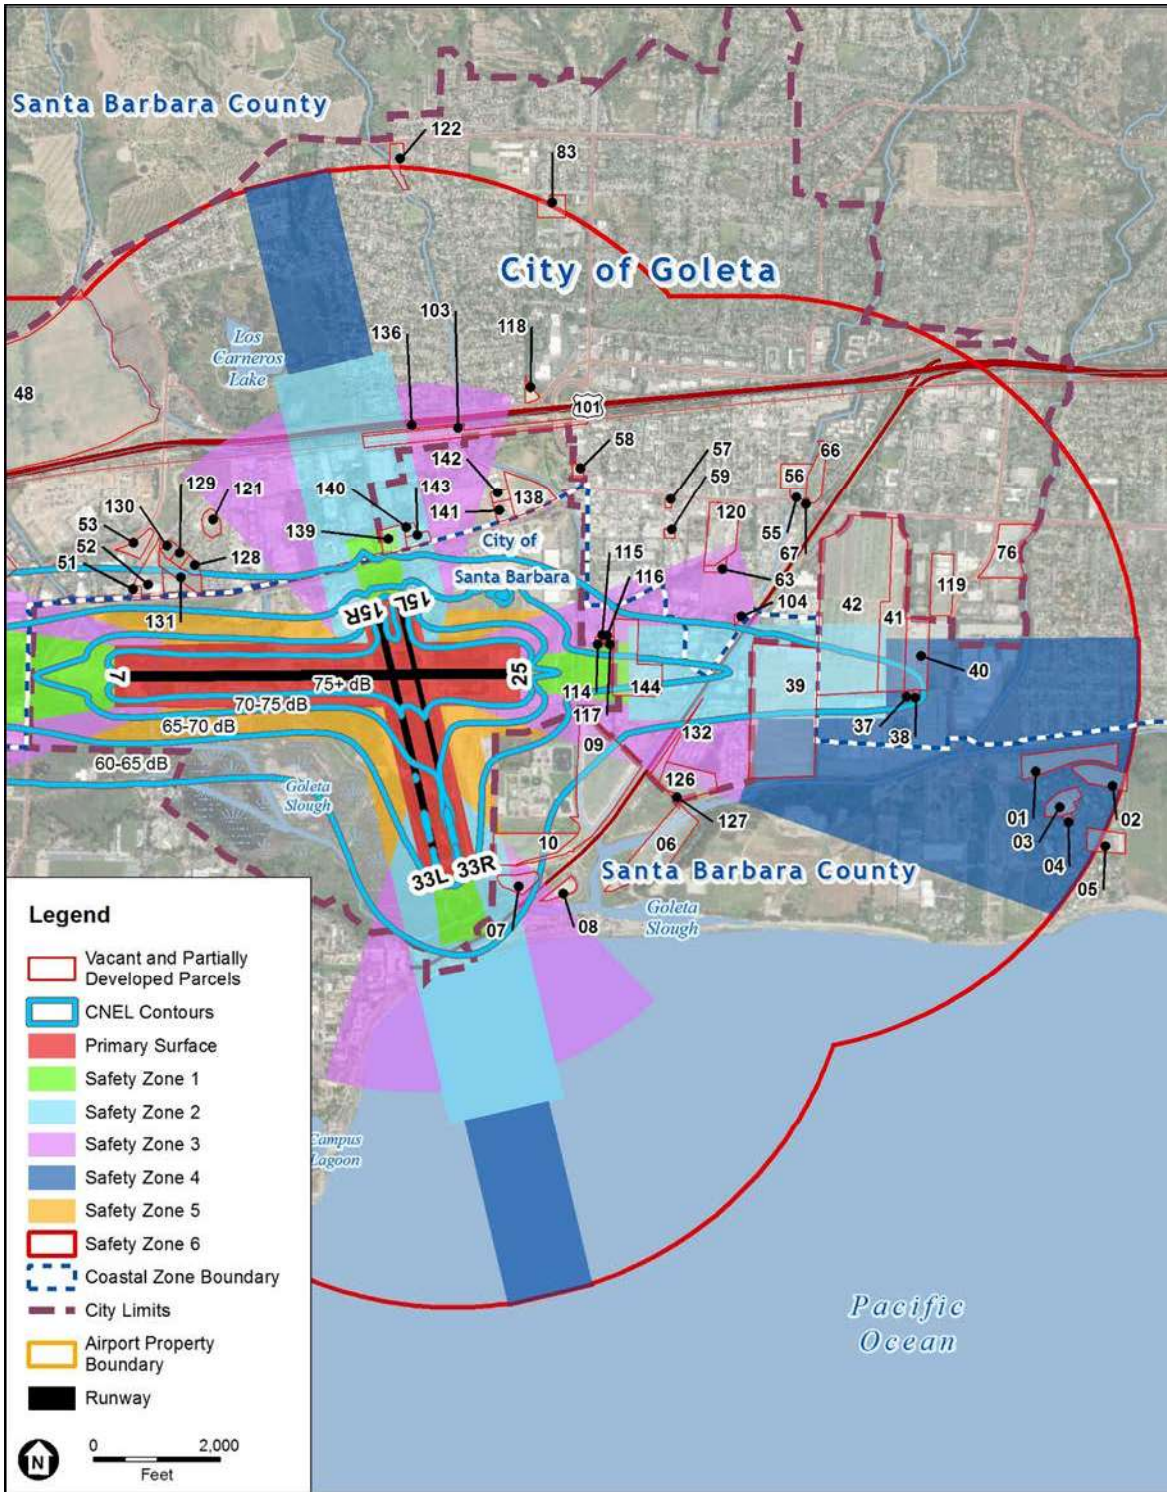 Santa Barbara County
122
83
City of Goleta
103
136
118
Los
Carneros
Lake
48
101
58
57
66
142
143
59
56
129
121
140
138
130
141
120
53
139
55
76
52
128
City of
115
67
51
116
63
119
Santa Barbara
104
42
15R
15L
41
131
40
7
75+ dB
25
39
114
144
70-75 dB
37
65-70 dB
117
132
38
60-65 dB
09
Goleta
Slough
126
01
02
127
03
10
06
04
33L
33R
Santa Barbara County
05
07
08
Goleta
Slough
Legend
Vacant and Partially
Developed Parcels
CNEL Contours
Primary Surface
Safety Zone 1
Safety Zone 2
Safety Zone 3
Campus
Lagoon
Safety Zone 4
Safety Zone 5
Safety Zone 6
Coastal Zone Boundary
City Limits
Airport Property
Boundary
Runway
Pacific
Ocean
N
0
2,000
Feet